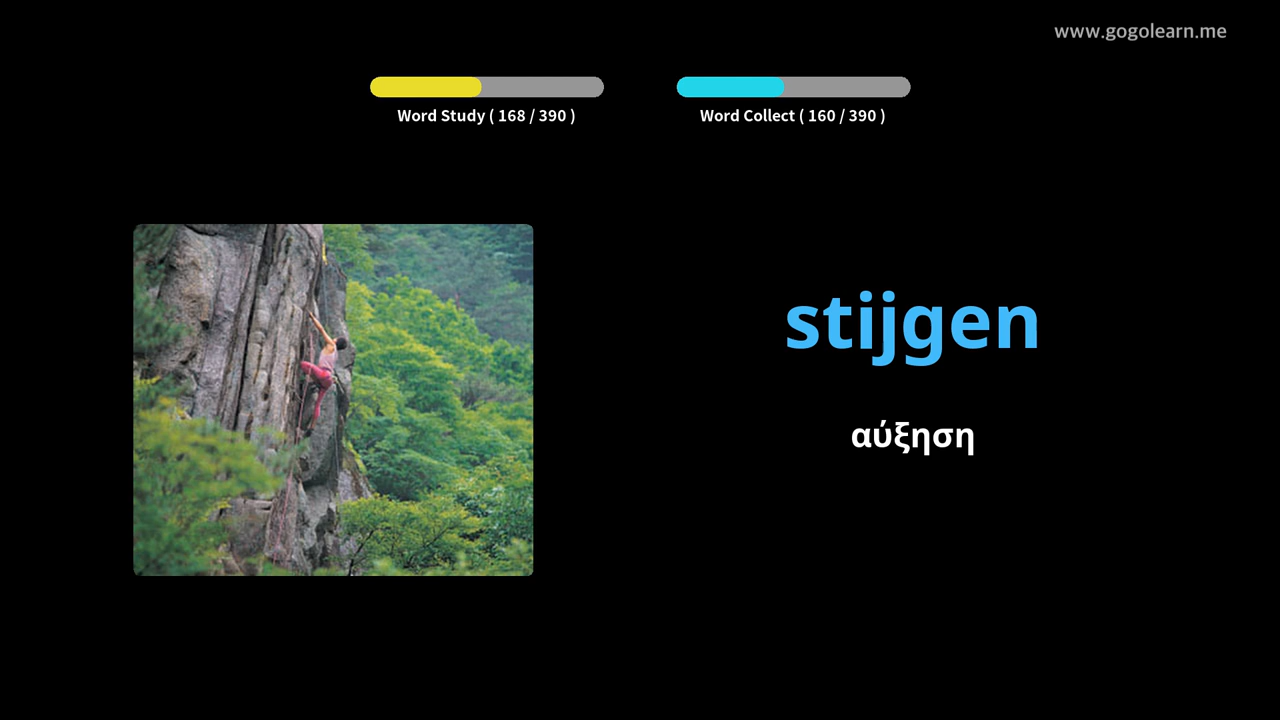 www.gogolearn.me
Word Study ( 168 / 390 )
Word Collect ( 160 / 390 )
stijgen
αύξηση